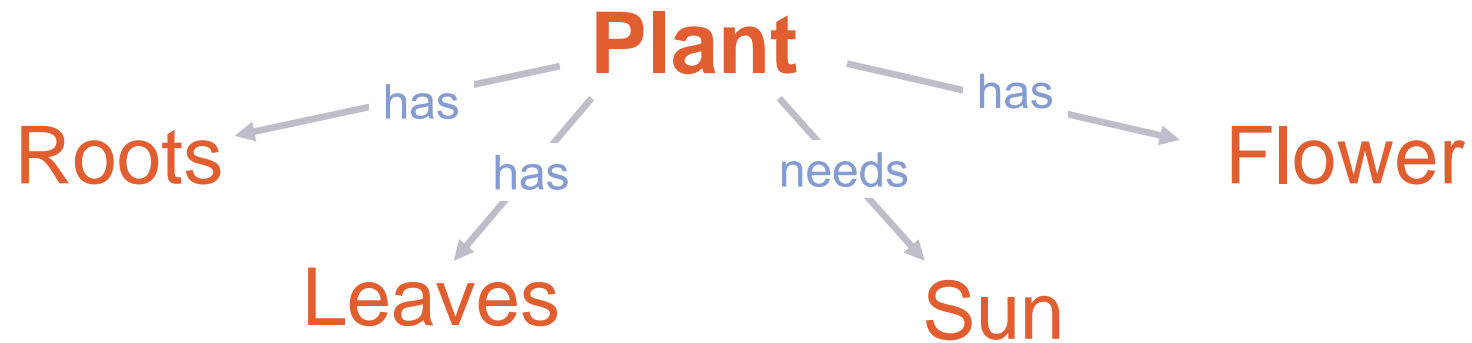 Plant
has
has
Roots
Flower
has
needs
Leaves
Sun